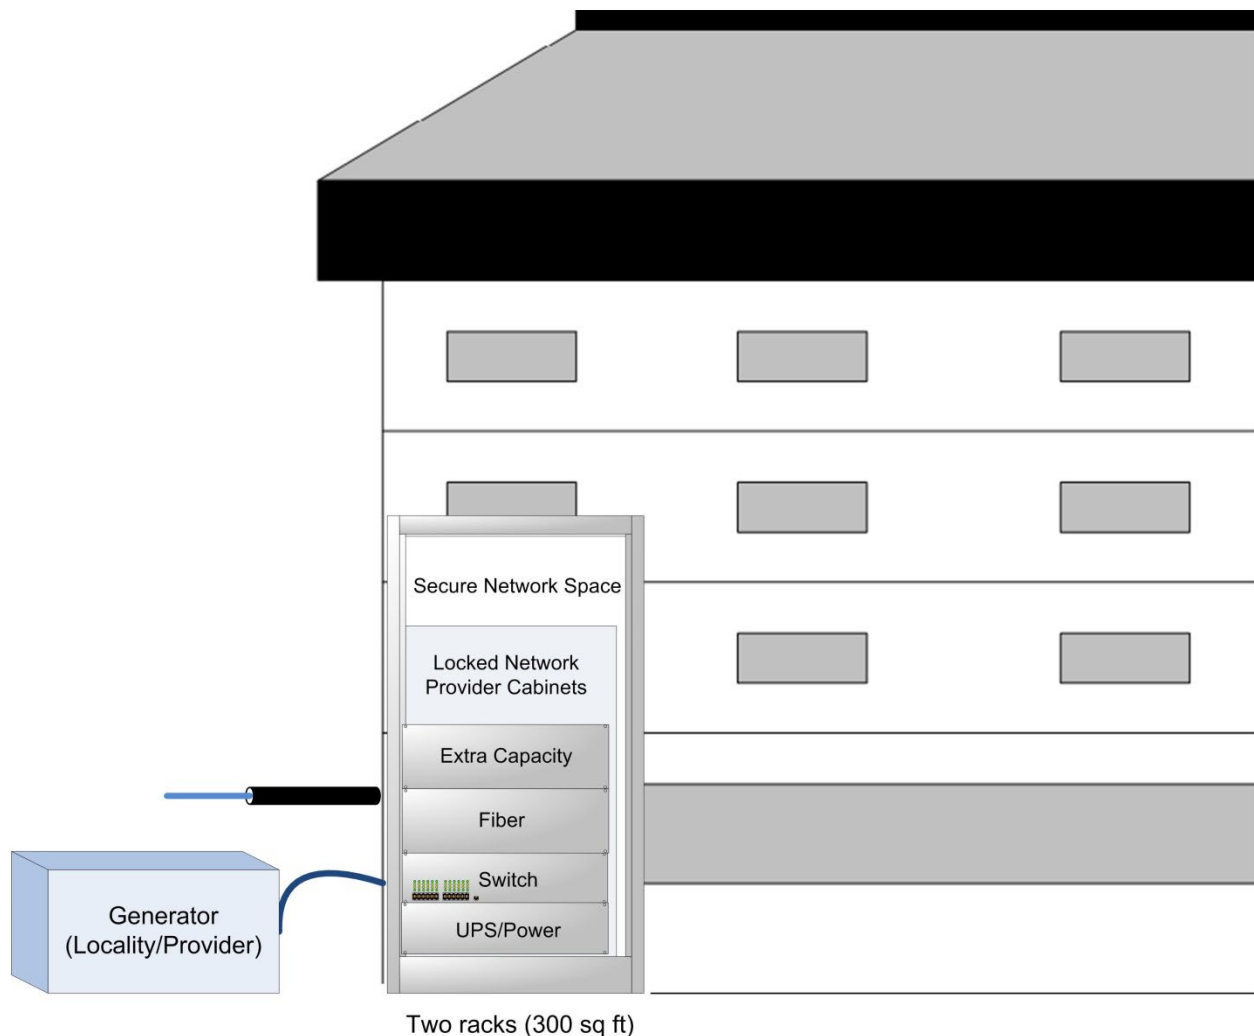 Secure Network Space
Locked Network
Provider Cabinets
Extra Capacity
Fiber
Switch
UPS/Power
Generator
(Locality/Provider)
Two racks (300 sq ft)